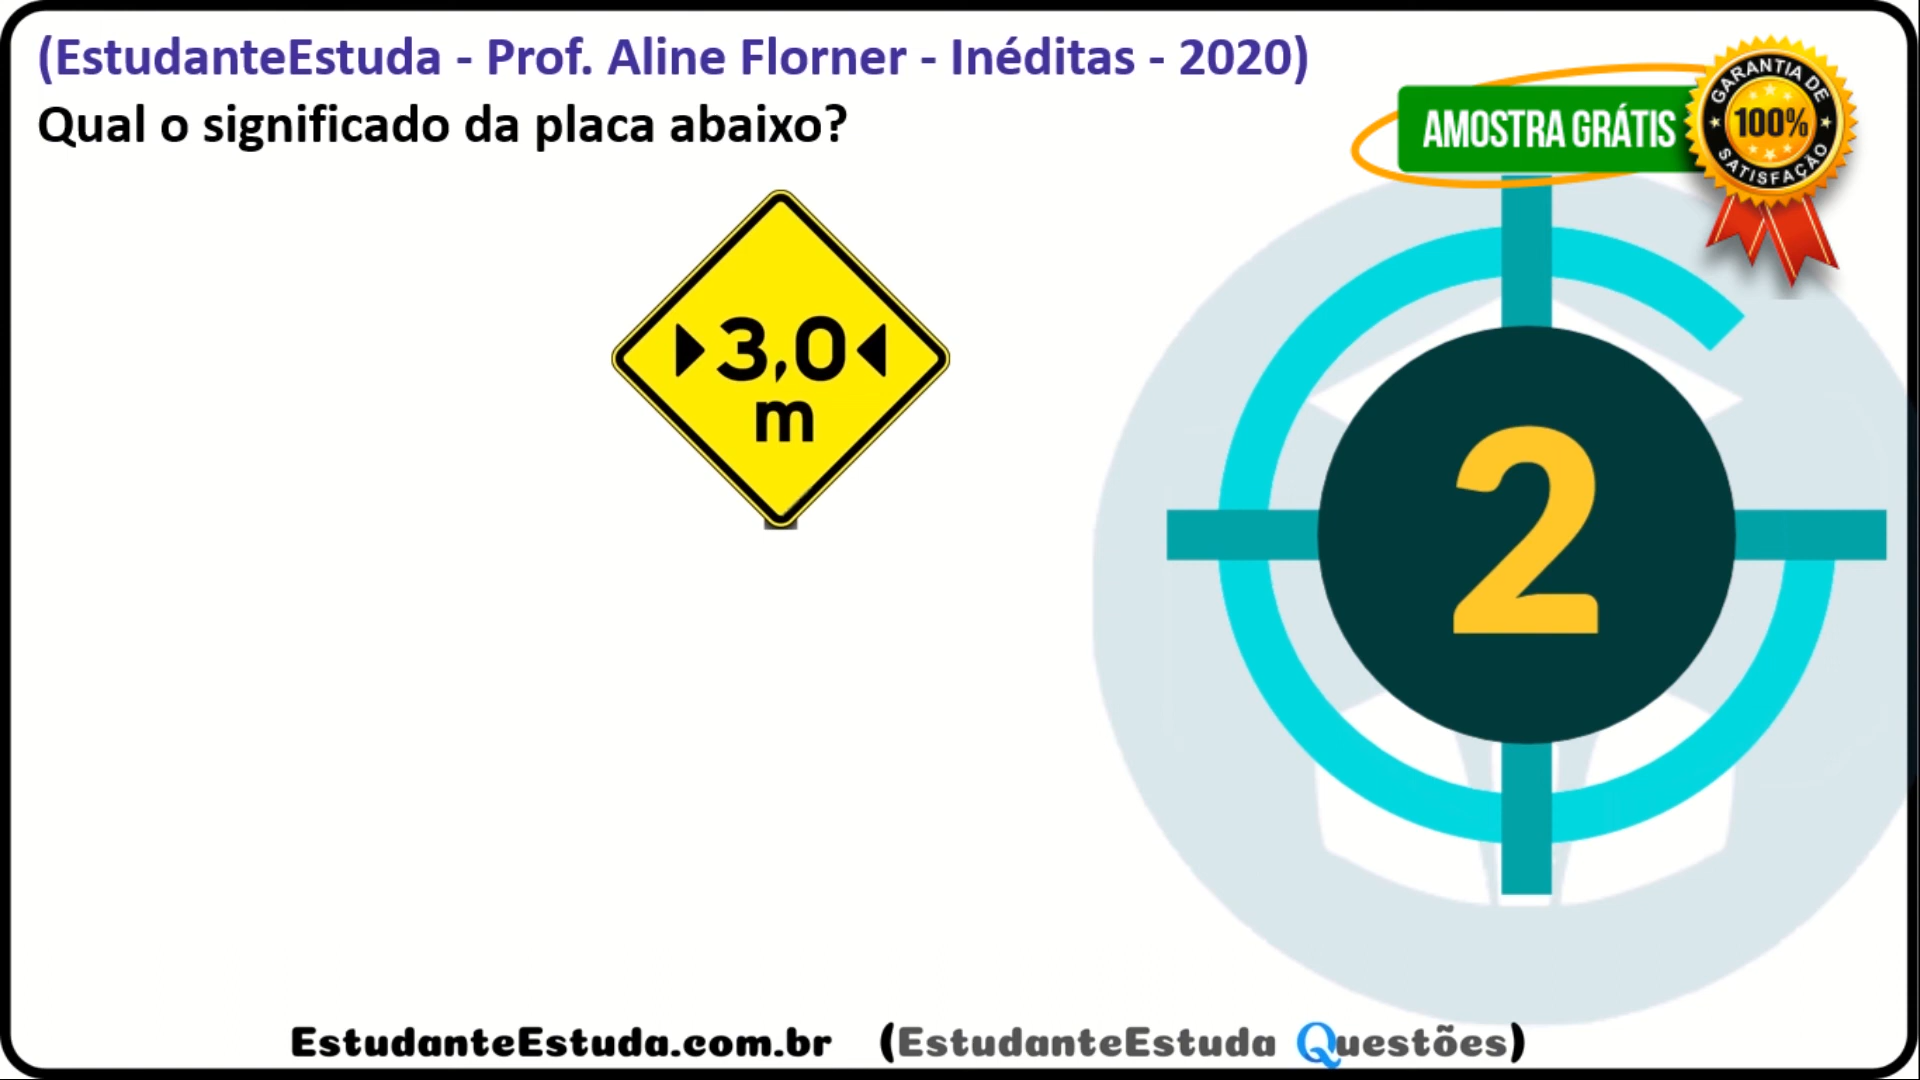 (EstudanteEstuda - Prof. Aline Florner - Inéditas - 2020)
Qual o significado da placa abaixo?
AMOSTRA GRÁTIS
GARANTIA DE
100%
SATISFAÇÃO
3,0
m
2
EstudanteEstuda.com.br (EstudanteEstuda Questões)